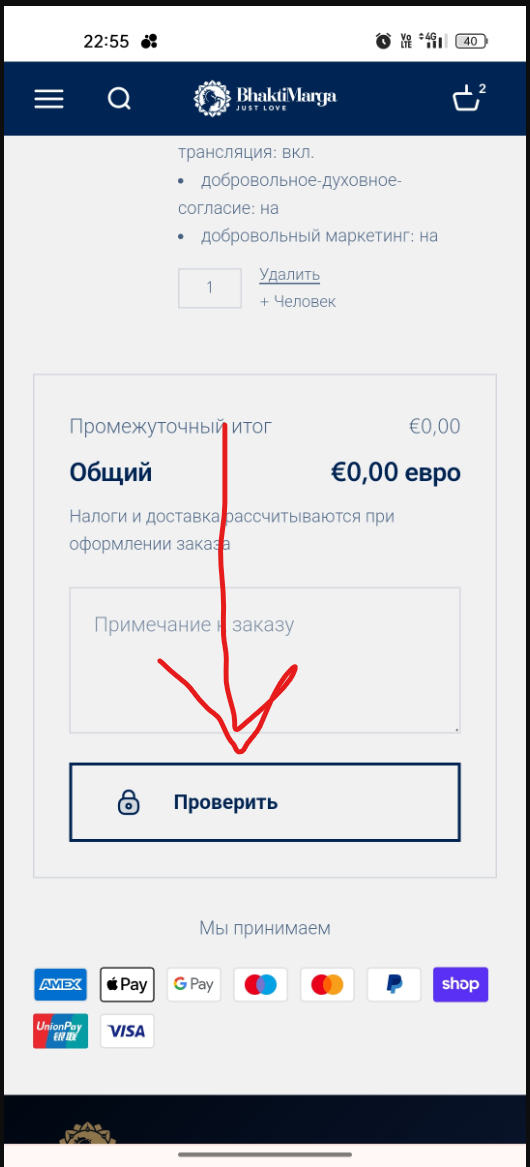 22:55
Vo LTE 4G 40
BhaktiMarga
JUST LOVE
2
трансляция: вкл.
• добровольное-духовное-
согласие: на
• добровольный маркетинг: на
1 Удалить
+ Человек
Промежуточный итог €0,00
Общий €0,00 евро
Налоги и доставка рассчитываются при
оформлении заказа
Примечание к заказу
Проверить
Мы принимаем
AMEX Pay G Pay shop
UnionPay 银联 VISA